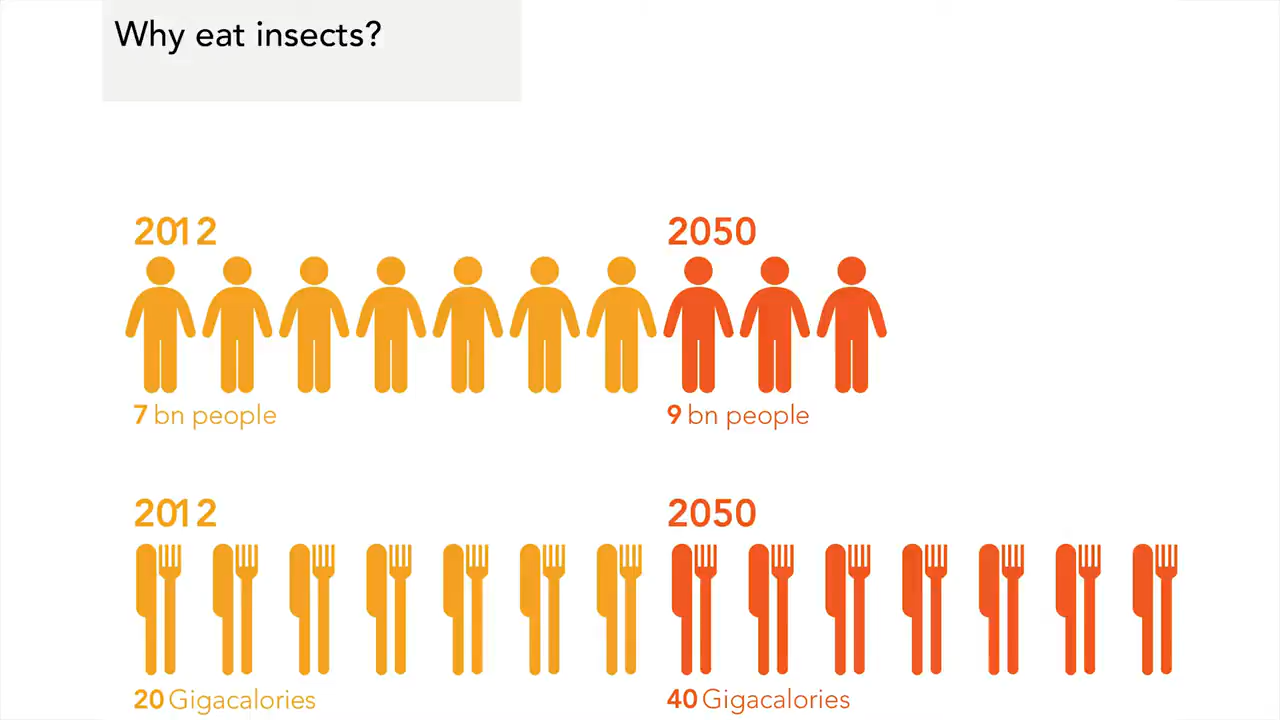 Why eat insects?
2012
2050
7 bn people
9 bn people
2012
2050
20 Gigacalories
40 Gigacalories